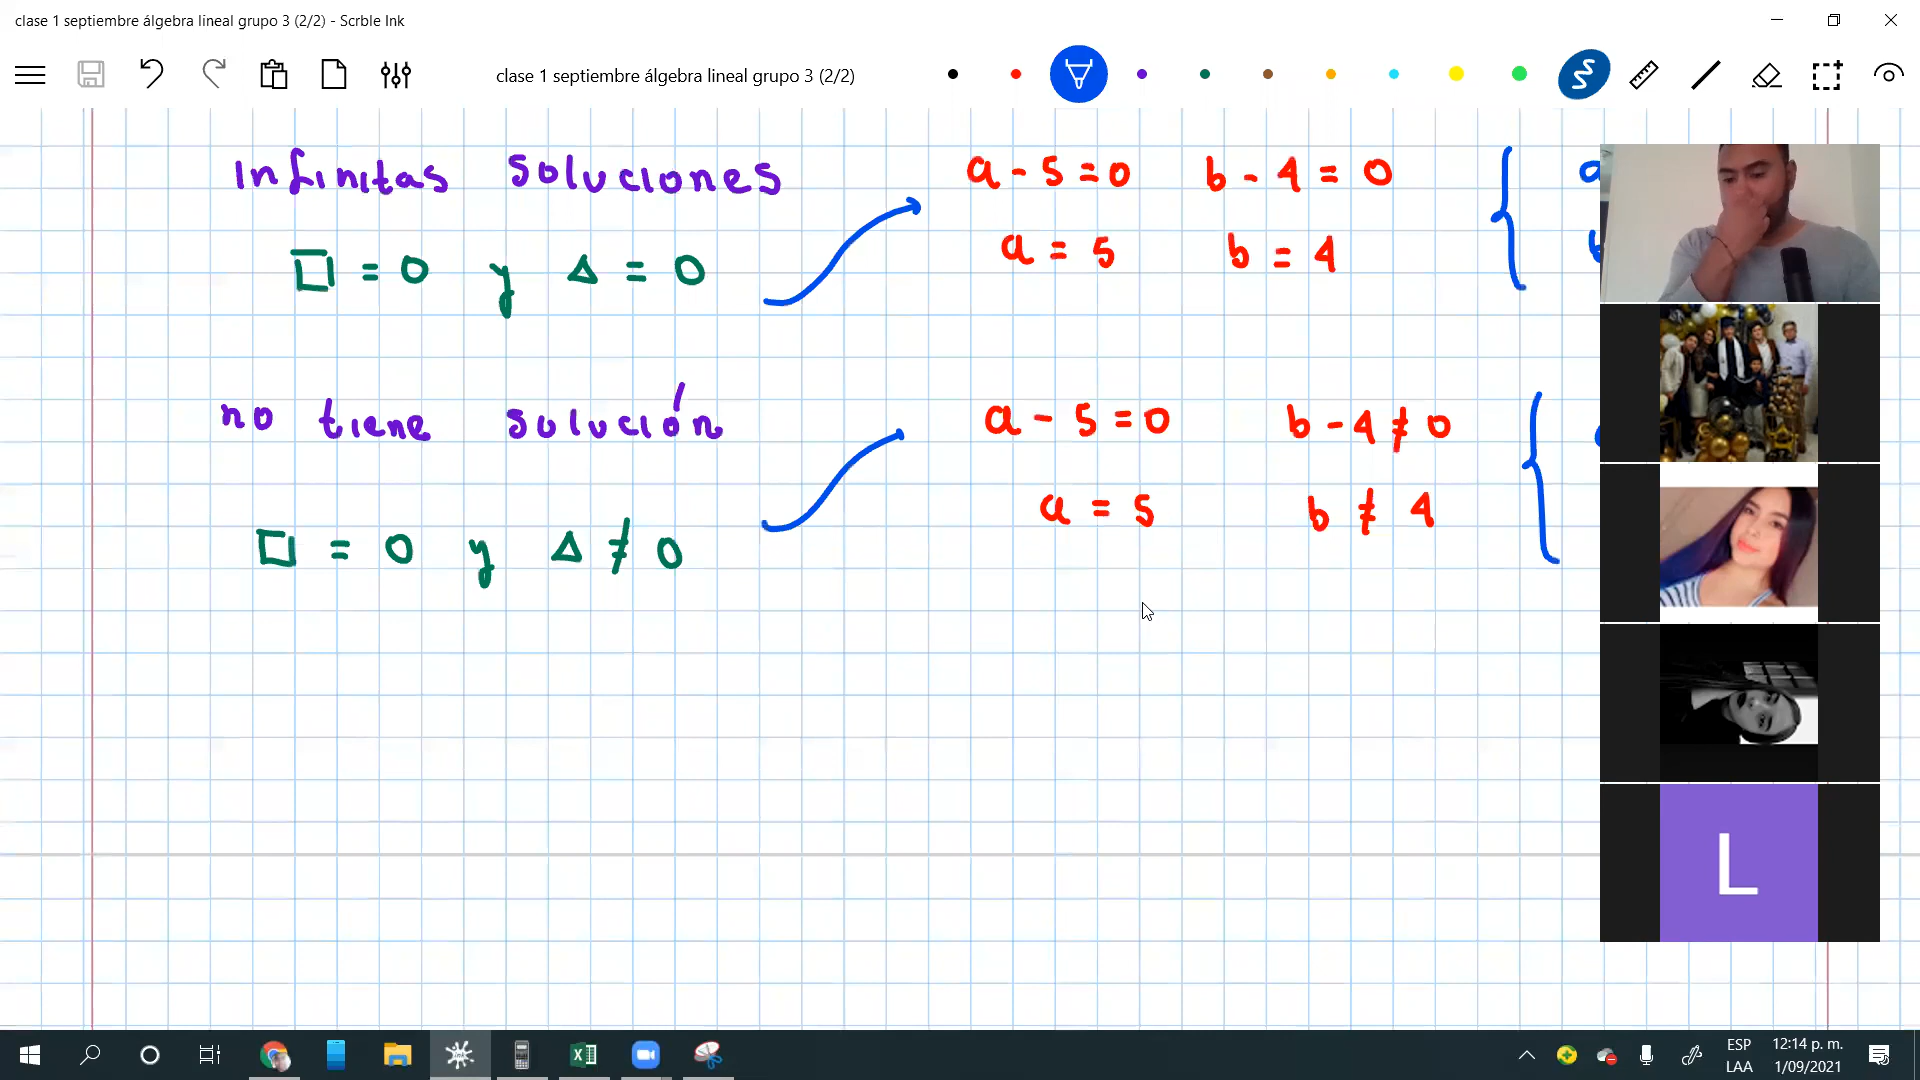 clase 1 septiembre álgebra lineal grupo 3 (2/2) - Scrble Ink
clase 1 septiembre álgebra lineal grupo 3 (2/2)
Infinitas soluciones
□ = 0 y Δ = 0
a - 5 = 0 b - 4 = 0
a = 5 b = 4
no tiene solución
□ = 0 y Δ ≠ 0
a - 5 = 0 b - 4 ≠ 0
a = 5 b ≠ 4
L
ESP
LAA
12:14 p. m.
1/09/2021